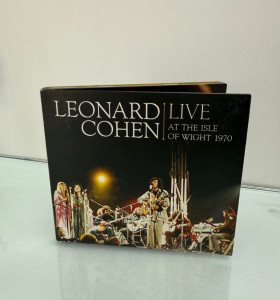 LEONARD
COHEN
LIVE
AT THE ISLE
OF WIGHT 1970